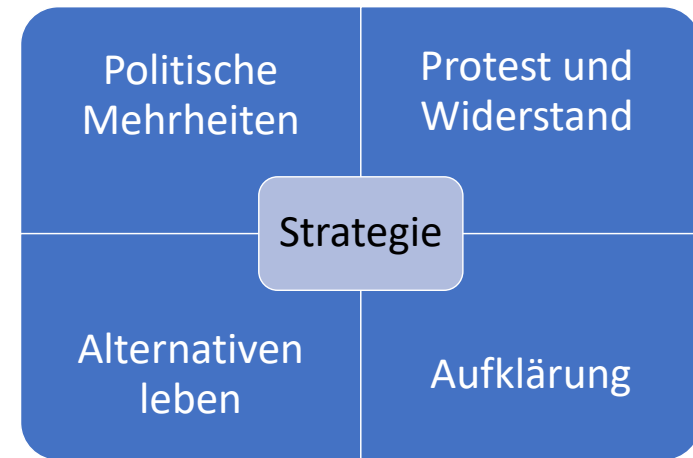 Politische
Mehrheiten
Protest und
Widerstand
Strategie
Alternativen
leben
Aufklärung